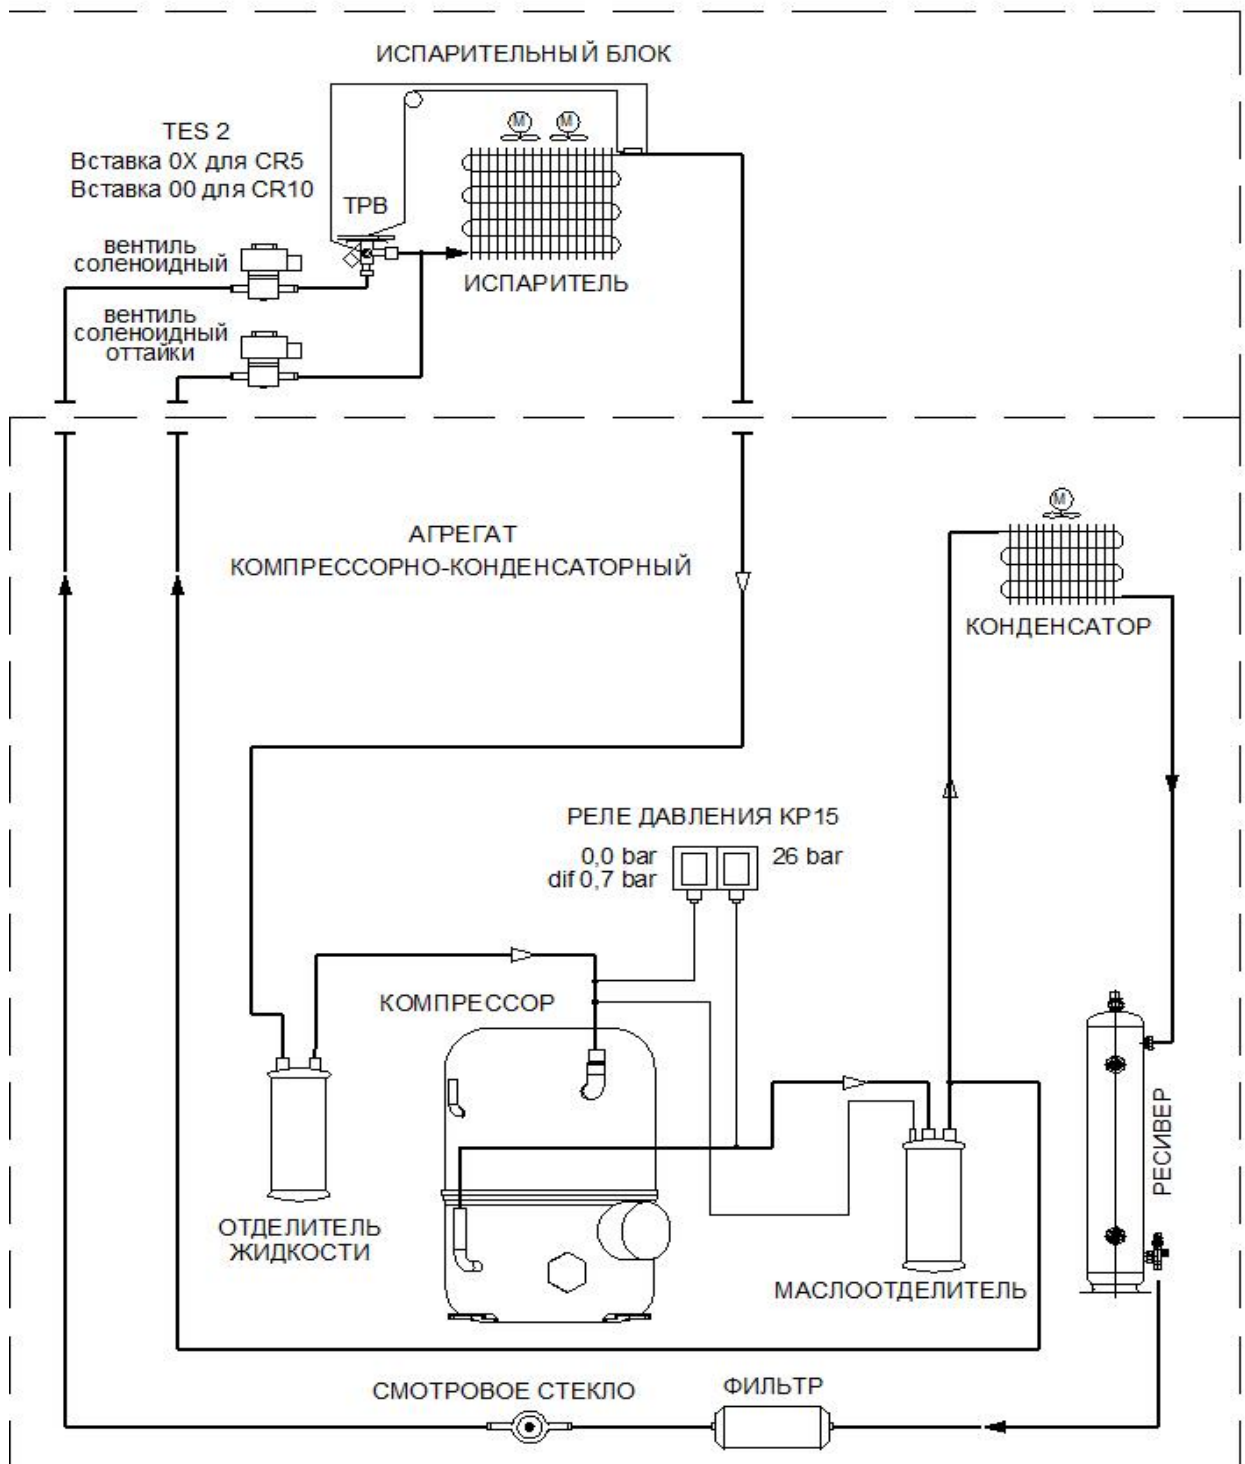 ИСПАРИТЕЛЬНЫЙ БЛОК
TES 2
Вставка 0X для CR5
Вставка 00 для CR10
М М
ТРВ
вентиль
соленоидный
ИСПАРИТЕЛЬ
вентиль
соленоидный
оттайки
М
АГРЕГАТ
КОМПРЕССОРНО-КОНДЕНСАТОРНЫЙ
КОНДЕНСАТОР
РЕЛЕ ДАВЛЕНИЯ KP15
0,0 bar
dif 0,7 bar
26 bar
КОМПРЕССОР
РЕСИВЕР
ОТДЕЛИТЕЛЬ
ЖИДКОСТИ
МАСЛООТДЕЛИТЕЛЬ
СМОТРОВОЕ СТЕКЛО
ФИЛЬТР